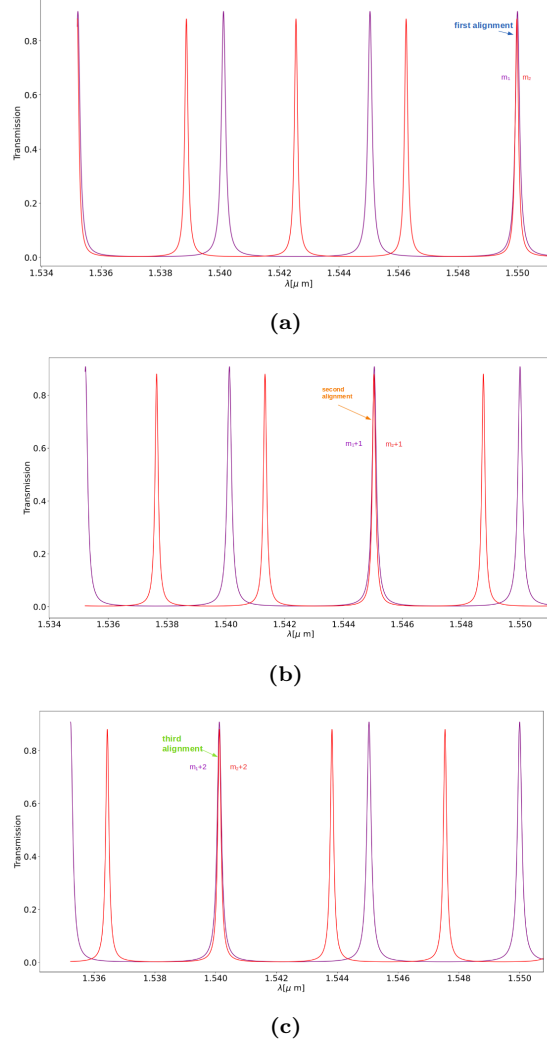 first alignment
m₁ m₂
Transmission
0.8
0.6
0.4
0.2
0.0
1.534 1.536 1.538 1.540 1.542 1.544 1.546 1.548 1.550
λ[μ m]
(a)
second
alignment
m₁+1 m₂+1
Transmission
0.8
0.6
0.4
0.2
0.0
1.534 1.536 1.538 1.540 1.542 1.544 1.546 1.548 1.550
λ[μ m]
(b)
third
alignment
m₁+2 m₂+2
Transmission
0.8
0.6
0.4
0.2
0.0
1.536 1.538 1.540 1.542 1.544 1.546 1.548 1.550
λ[μ m]
(c)